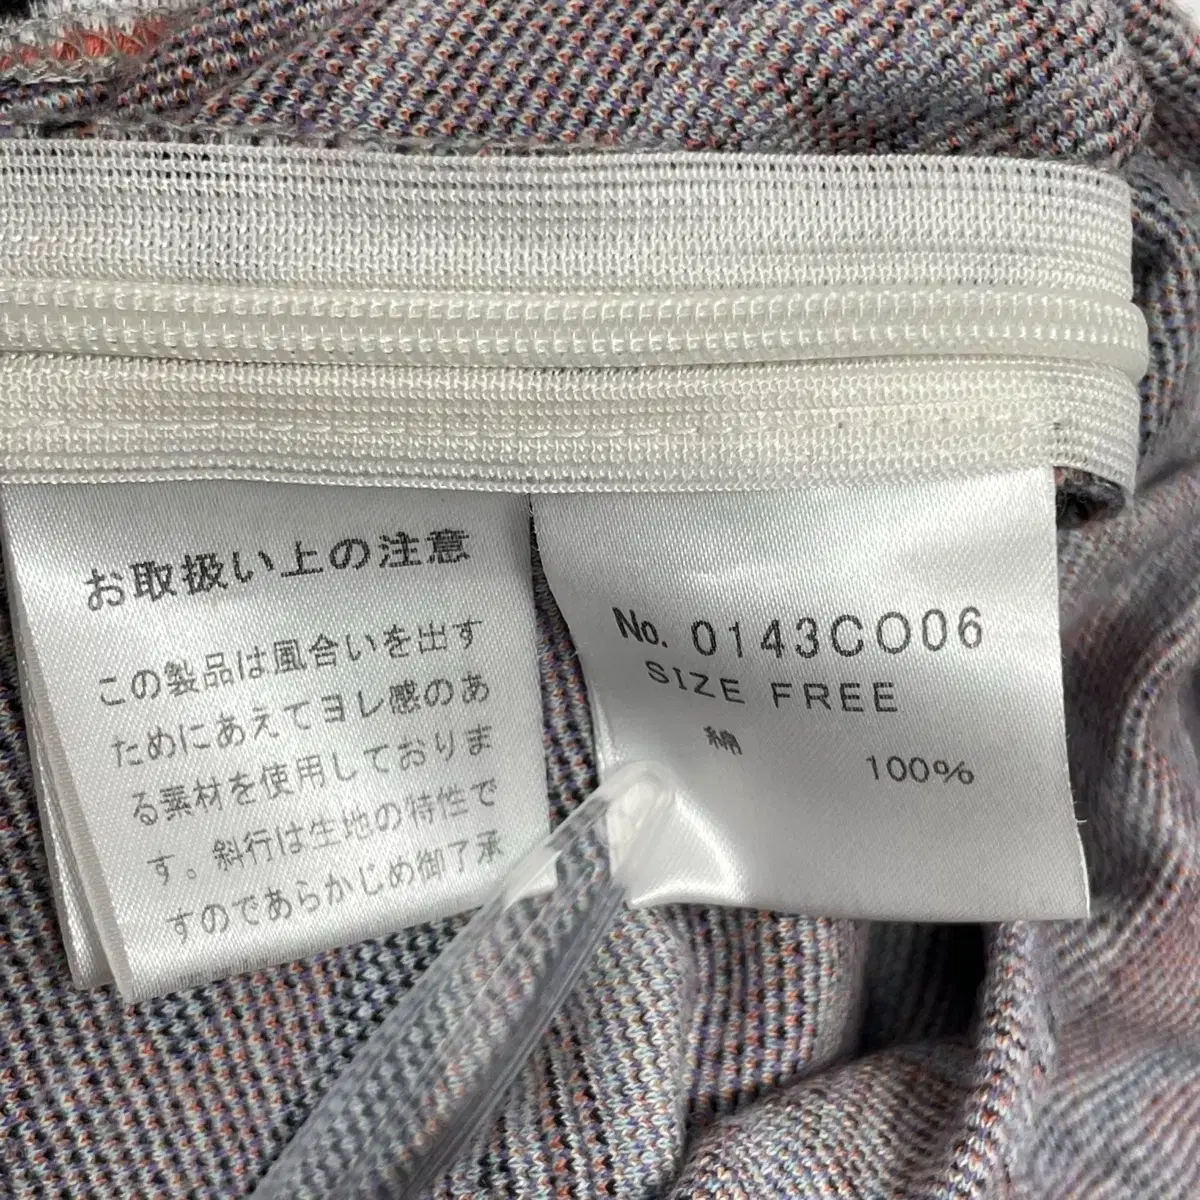 お取扱い上の注意
この製品は風合いを出す
ためにあえてヨレ感のあ
る素材を使用しておりま
す。斜行は生地の特性で
すのであらかじめ御了承
No. 0143CO06
SIZE FREE
綿 100%